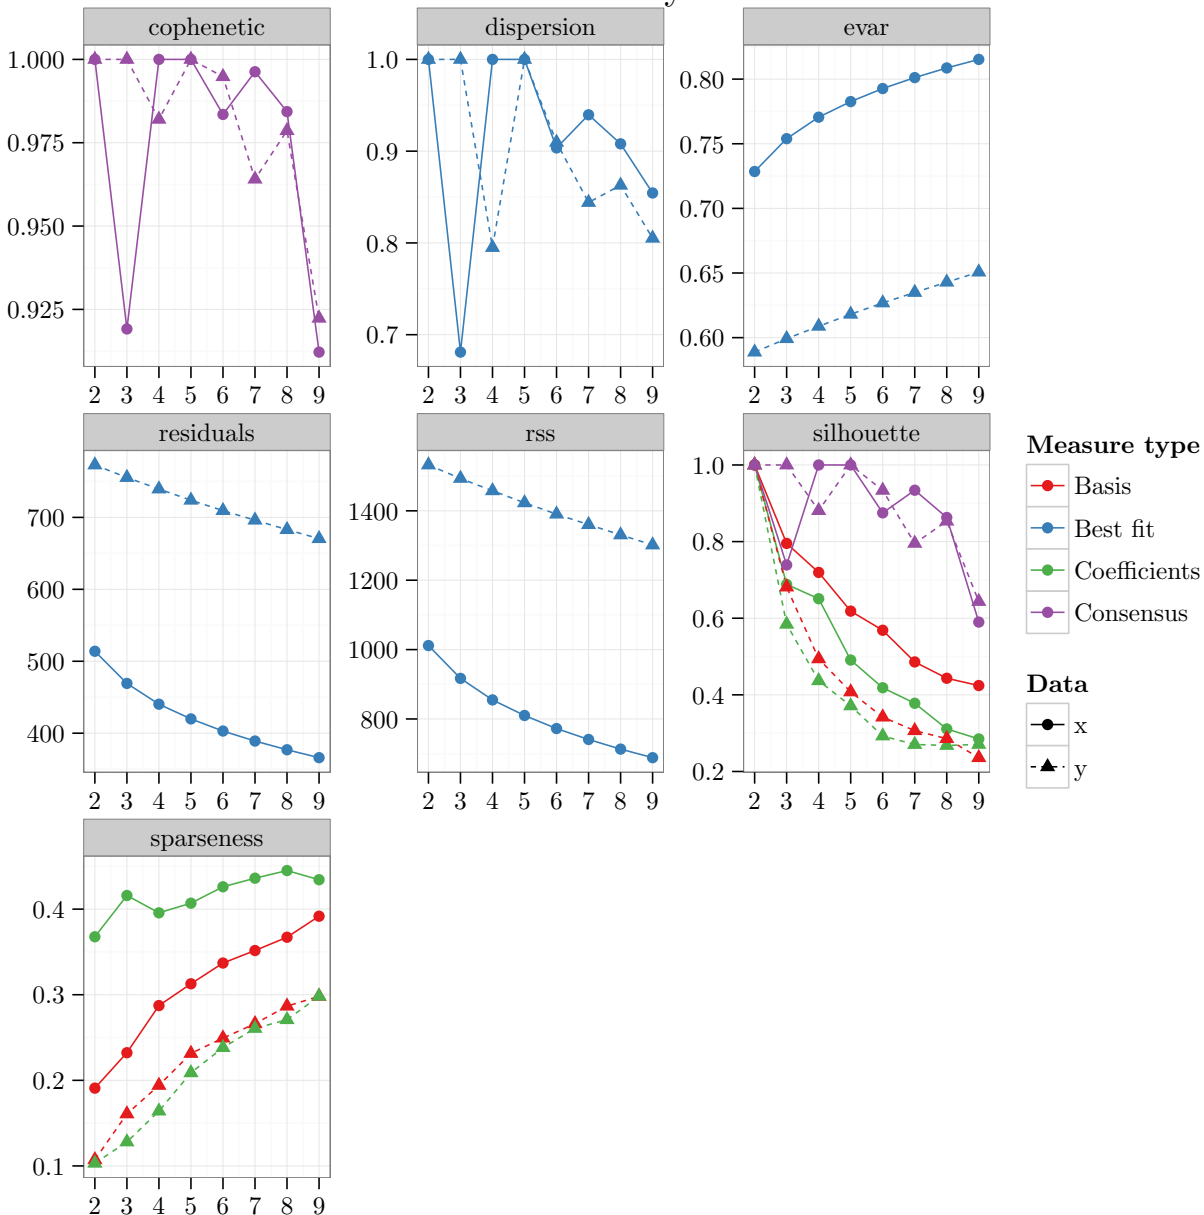 y
cophenetic
dispersion
evar
1.000
0.975
0.950
0.925
2 3 4 5 6 7 8 9
1.0
0.9
0.8
0.7
2 3 4 5 6 7 8 9
0.80
0.75
0.70
0.65
0.60
2 3 4 5 6 7 8 9
residuals
rss
silhouette
700
600
500
400
2 3 4 5 6 7 8 9
1400
1200
1000
800
2 3 4 5 6 7 8 9
1.0
0.8
0.6
0.4
0.2
2 3 4 5 6 7 8 9
sparseness
0.4
0.3
0.2
0.1
2 3 4 5 6 7 8 9
Measure type
Basis
Best fit
Coefficients
Consensus
Data
x
y